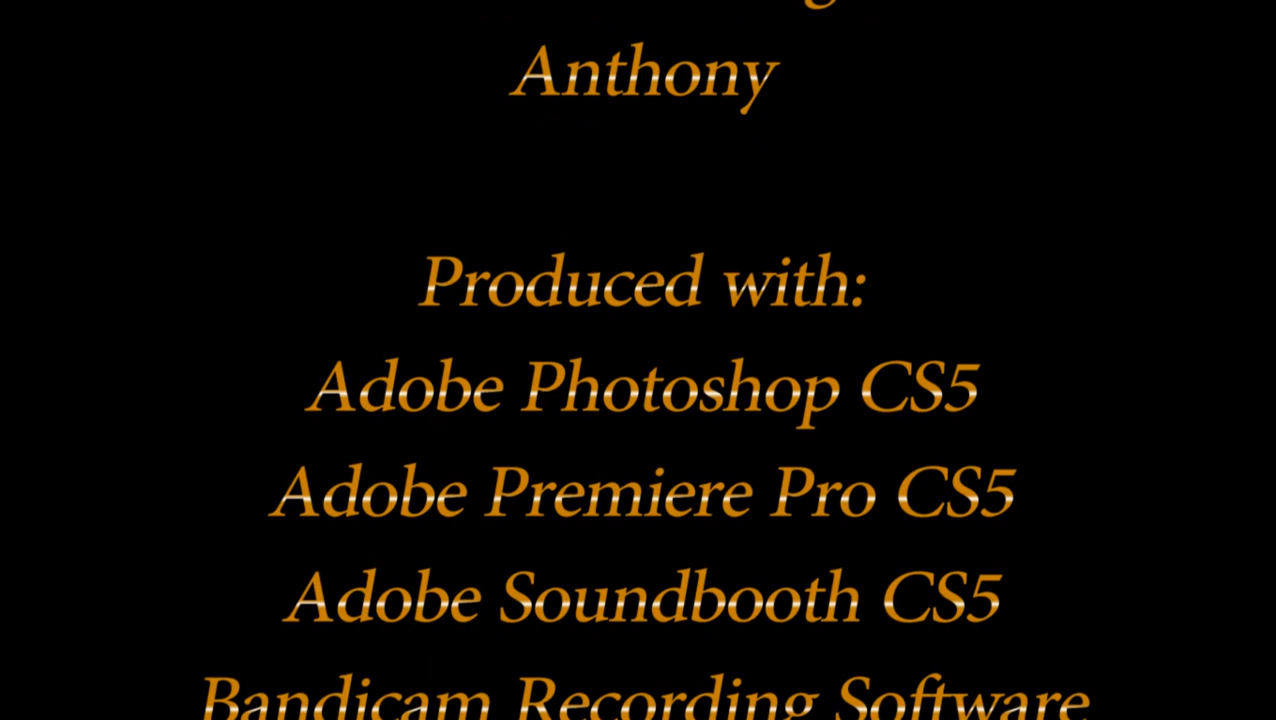 Anthony
Produced with:
Adobe Photoshop CS5
Adobe Premiere Pro CS5
Adobe Soundbooth CS5
Bandicam Recording Software